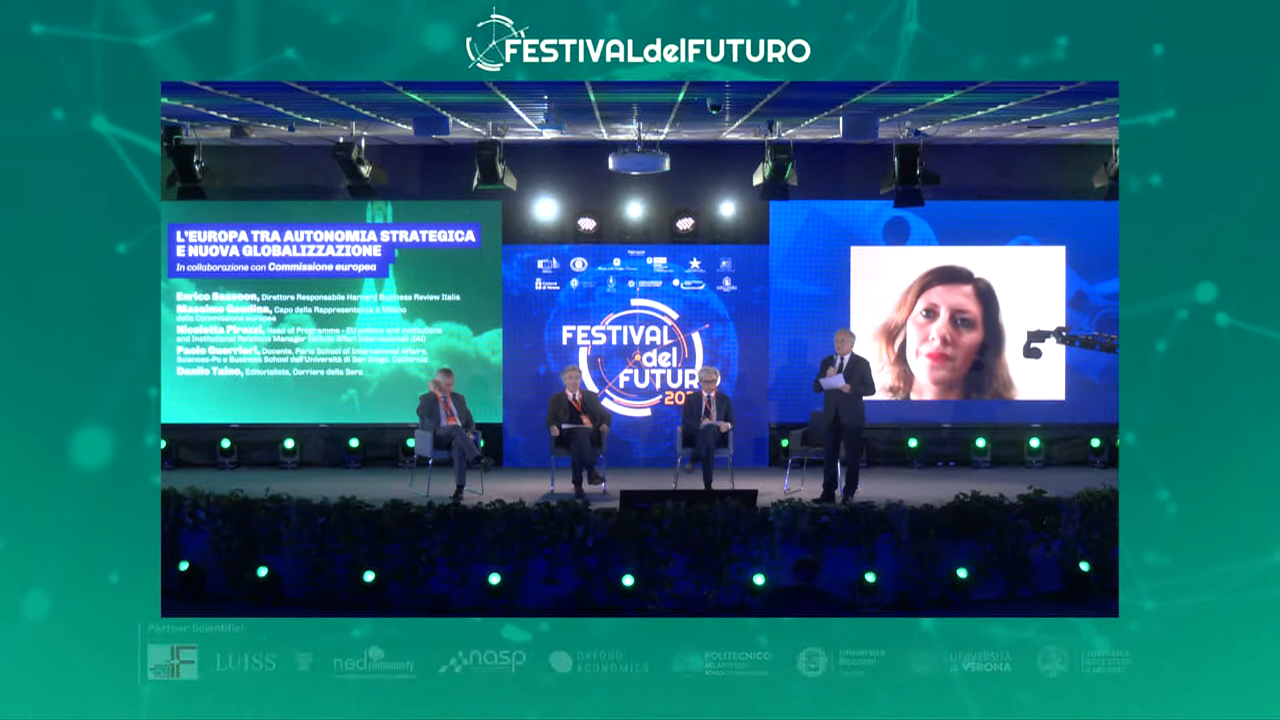 FESTIVALdelFUTURO
L'EUROPA TRA AUTONOMIA STRATEGICA
E NUOVA GLOBALIZZAZIONE
In collaborazione con Commissione europea
Enrico Sassoon, Direttore Responsabile Harvard Business Review Italia
Massimo Gaudina, Capo della Rappresentanza a Milano
della Commissione europea
Nicoletta Pirozzi, Head of Programme - EU politics and institutions
and Institutional Relations Manager Istituto Affari Internazionali (IAI)
Paolo Guerrieri, Docente, Paris School of International Affairs,
Sciences-Po e Business School dell'Università di San Diego, California
Danilo Taino, Editorialista, Corriere della Sera
FESTIVAL
del
FUTUR
Partner Scientifici
LUISS
ned community
nasp
OXFORD
ECONOMICS
POLITECNICO
UNIVERSITÀ
di VERONA